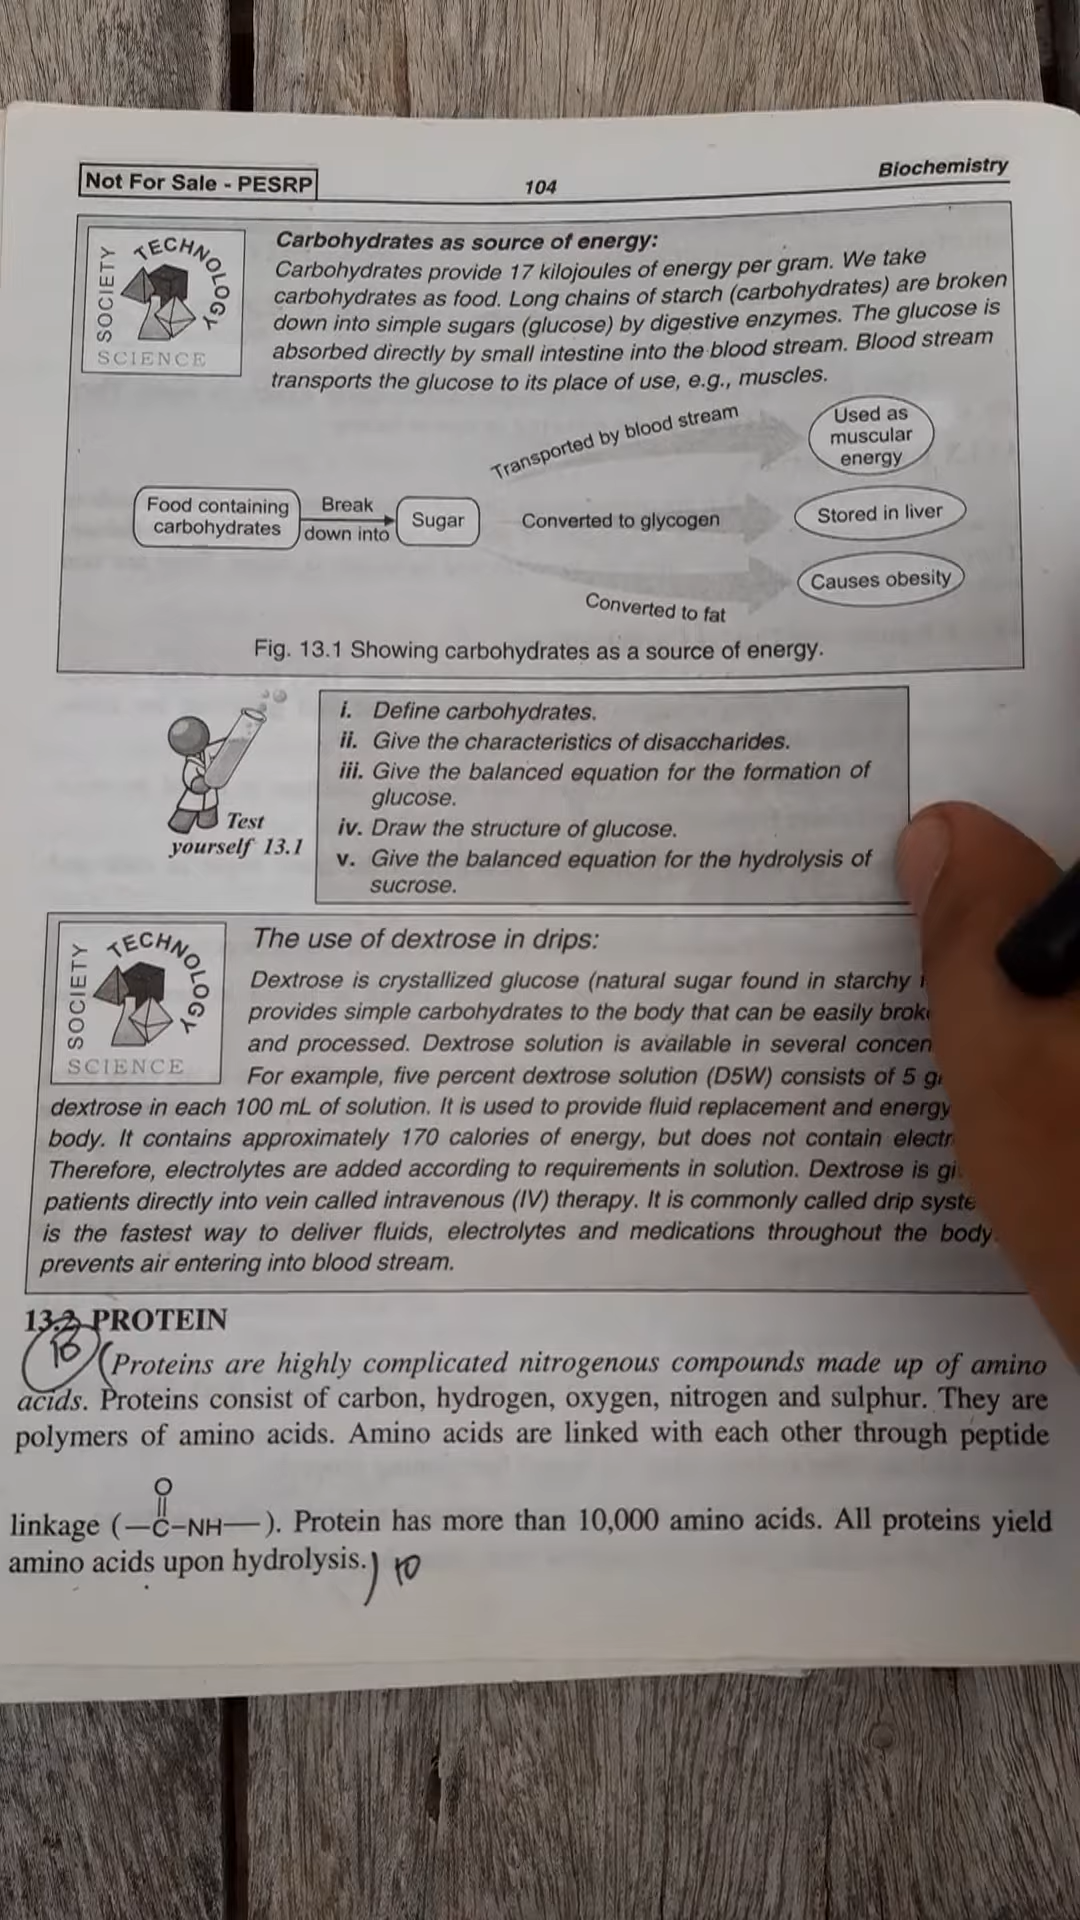 Not For Sale - PESRP
104
Biochemistry
SOCIETY
TECHNOLOGY
SCIENCE
Carbohydrates as source of energy:
Carbohydrates provide 17 kilojoules of energy per gram. We take
carbohydrates as food. Long chains of starch (carbohydrates) are broken
down into simple sugars (glucose) by digestive enzymes. The glucose is
absorbed directly by small intestine into the blood stream. Blood stream
transports the glucose to its place of use, e.g., muscles.
Transported by blood stream
Used as
muscular
energy
Food containing
carbohydrates
Break
down into
Sugar
Converted to glycogen
Stored in liver
Converted to fat
Causes obesity
Fig. 13.1 Showing carbohydrates as a source of energy.
Test
yourself 13.1
i. Define carbohydrates.
ii. Give the characteristics of disaccharides.
iii. Give the balanced equation for the formation of
glucose.
iv. Draw the structure of glucose.
v. Give the balanced equation for the hydrolysis of
sucrose.
SOCIETY
TECHNOLOGY
SCIENCE
The use of dextrose in drips:
Dextrose is crystallized glucose (natural sugar found in starchy
provides simple carbohydrates to the body that can be easily
and processed. Dextrose solution is available in several
For example, five percent dextrose solution (D5W) consists of 5
dextrose in each 100 mL of solution. It is used to provide fluid replacement and energy
body. It contains approximately 170 calories of energy, but does not contain
Therefore, electrolytes are added according to requirements in solution. Dextrose is
patients directly into vein called intravenous (IV) therapy. It is commonly called drip
is the fastest way to deliver fluids, electrolytes and medications throughout the body
prevents air entering into blood stream.
13.2 PROTEIN
(Proteins are highly complicated nitrogenous compounds made up of amino
acids. Proteins consist of carbon, hydrogen, oxygen, nitrogen and sulphur. They are
polymers of amino acids. Amino acids are linked with each other through peptide
O
linkage (—C–NH—). Protein has more than 10,000 amino acids. All proteins yield
amino acids upon hydrolysis.)